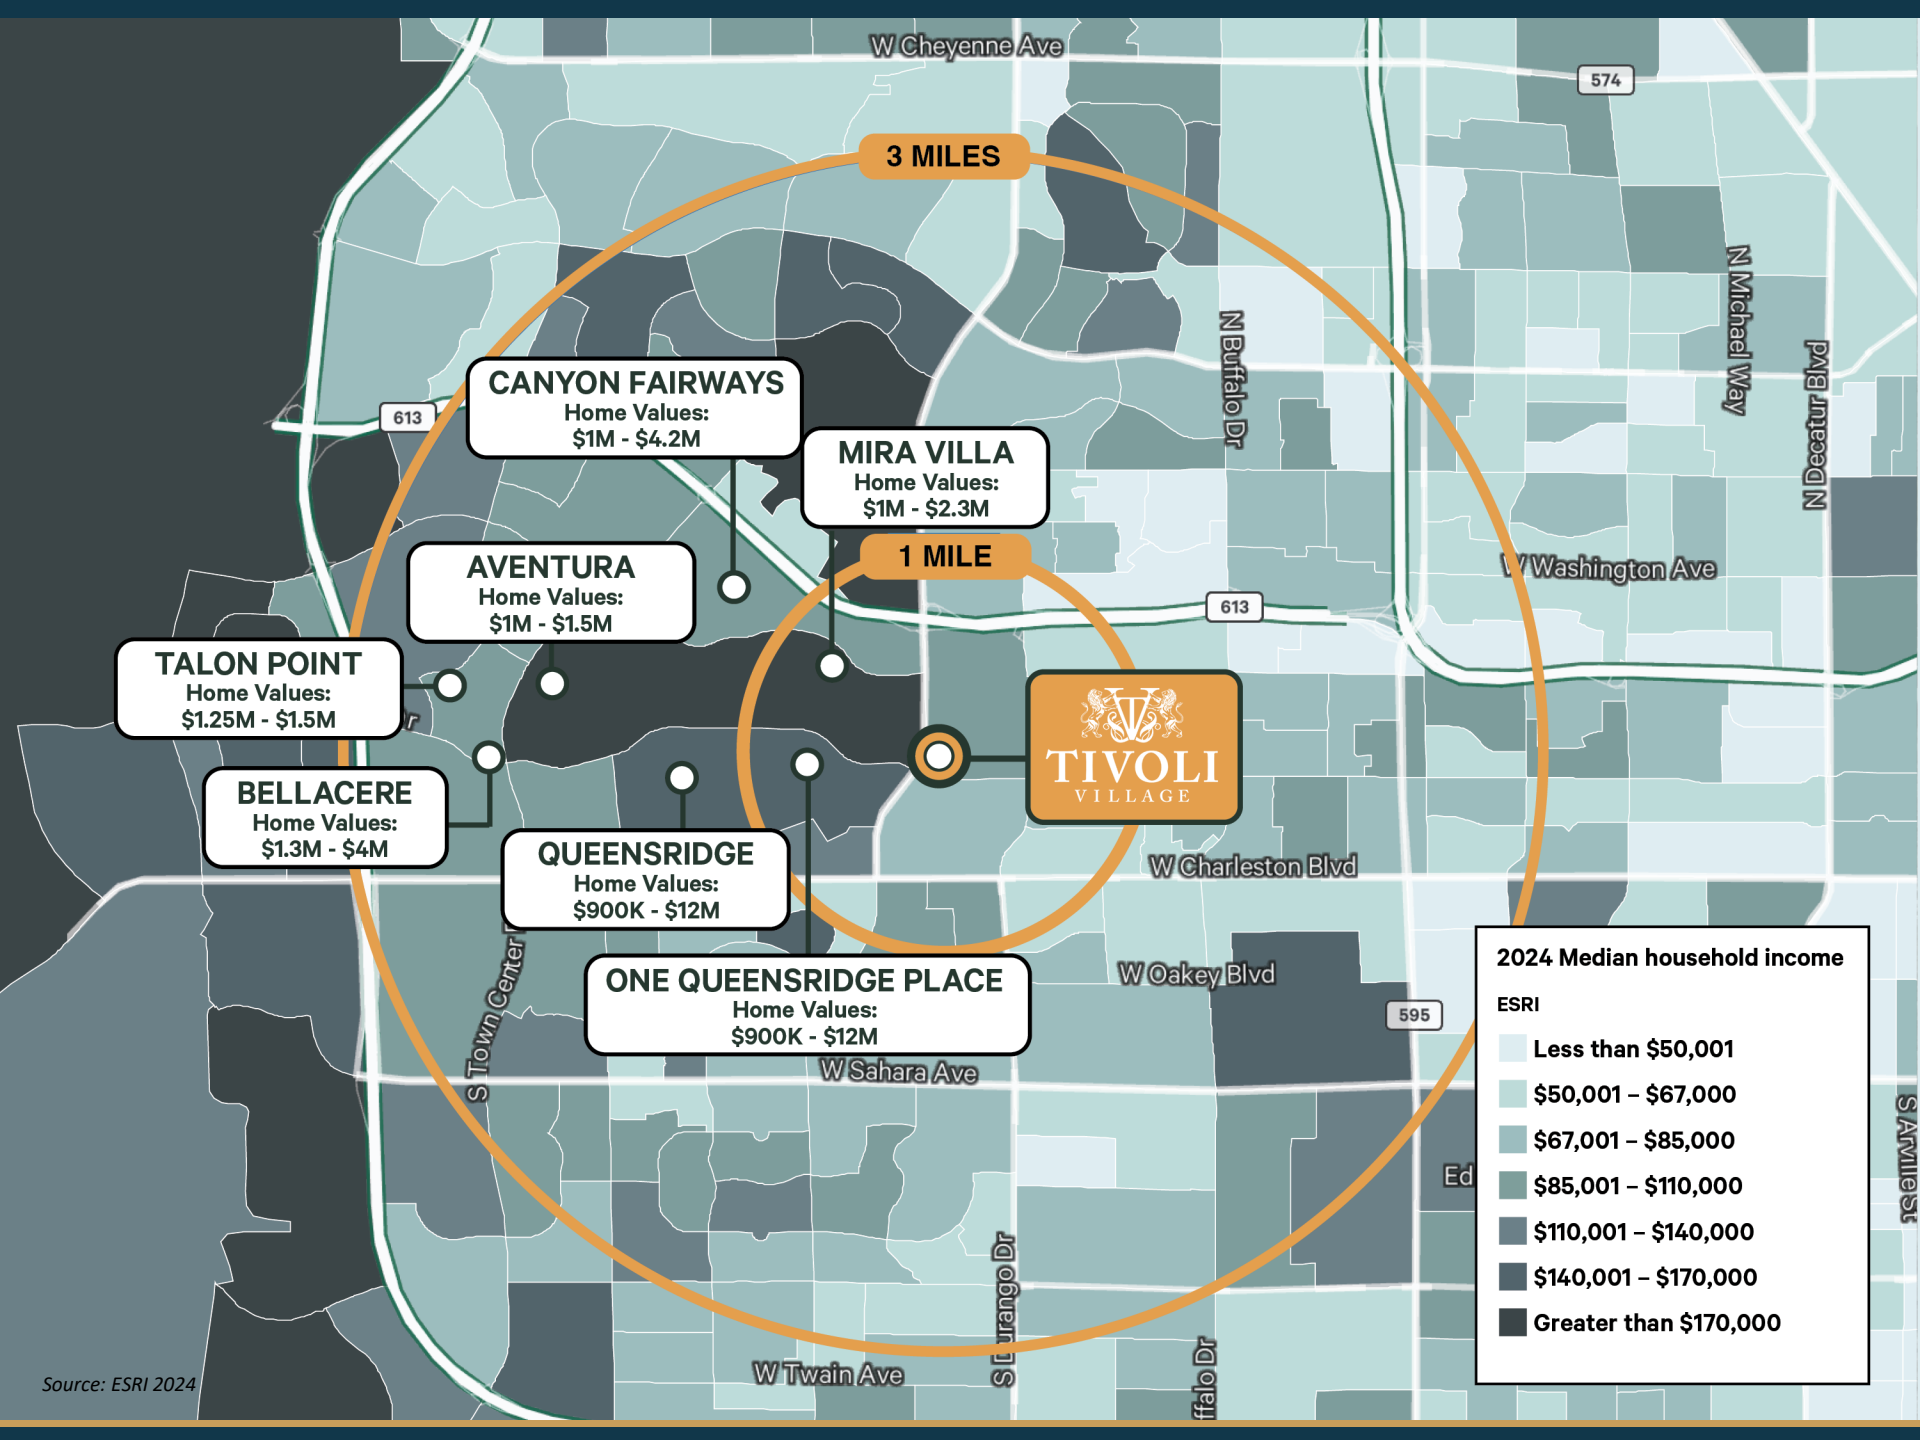 W Cheyenne Ave
574
3 MILES
N Michael Way
N Buffalo Dr
N Decatur Blvd
CANYON FAIRWAYS
Home Values:
$1M - $4.2M
613
MIRA VILLA
Home Values:
$1M - $2.3M
1 MILE
AVENTURA
Home Values:
$1M - $1.5M
W Washington Ave
613
TALON POINT
Home Values:
$1.25M - $1.5M
TV
TIVOLI
VILLAGE
BELLACERE
Home Values:
$1.3M - $4M
QUEENSRIDGE
Home Values:
$900K - $12M
W Charleston Blvd
S Town Center
ONE QUEENSRIDGE PLACE
Home Values:
$900K - $12M
W Oakey Blvd
595
W Sahara Ave
S Arville St
Ed
S Durango Dr
ffalo Dr
W Twain Ave
2024 Median household income
ESRI
Less than $50,001
$50,001 – $67,000
$67,001 – $85,000
$85,001 – $110,000
$110,001 – $140,000
$140,001 – $170,000
Greater than $170,000
Source: ESRI 2024